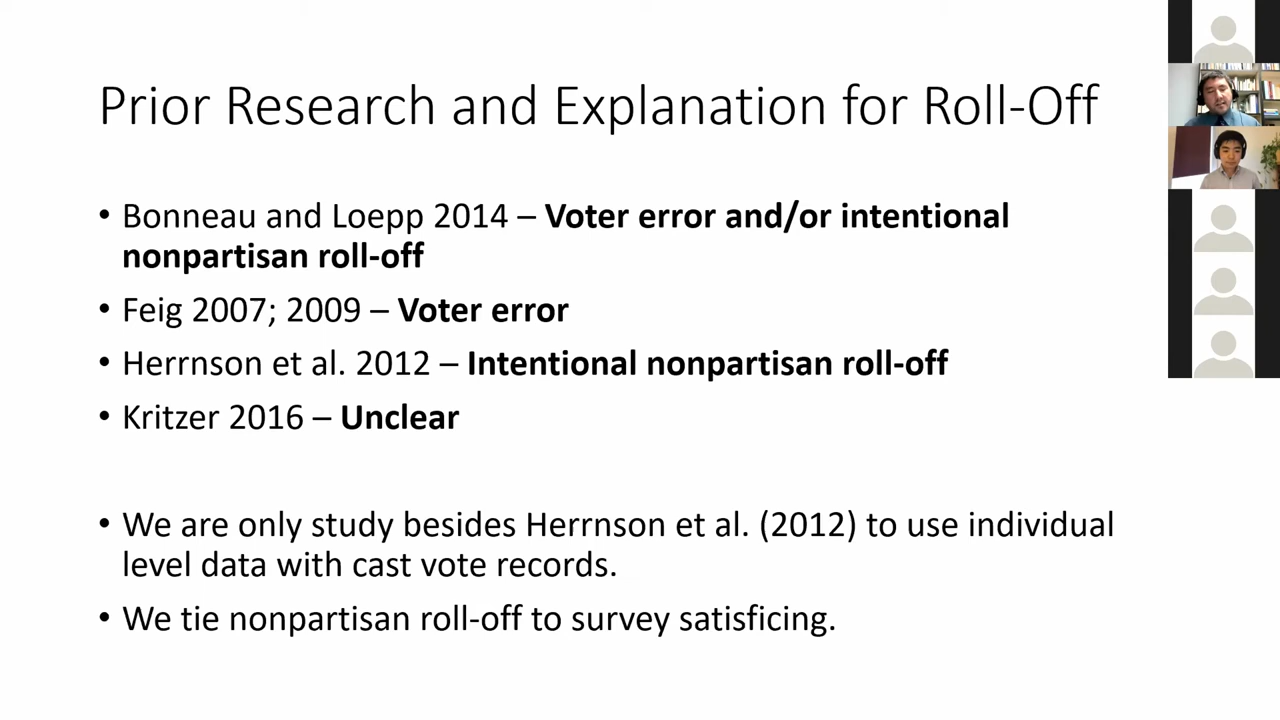 Prior Research and Explanation for Roll-Off
• Bonneau and Loepp 2014 – Voter error and/or intentional
nonpartisan roll-off
• Feig 2007; 2009 – Voter error
• Herrnson et al. 2012 – Intentional nonpartisan roll-off
• Kritzer 2016 – Unclear
• We are only study besides Herrnson et al. (2012) to use individual
level data with cast vote records.
• We tie nonpartisan roll-off to survey satisficing.